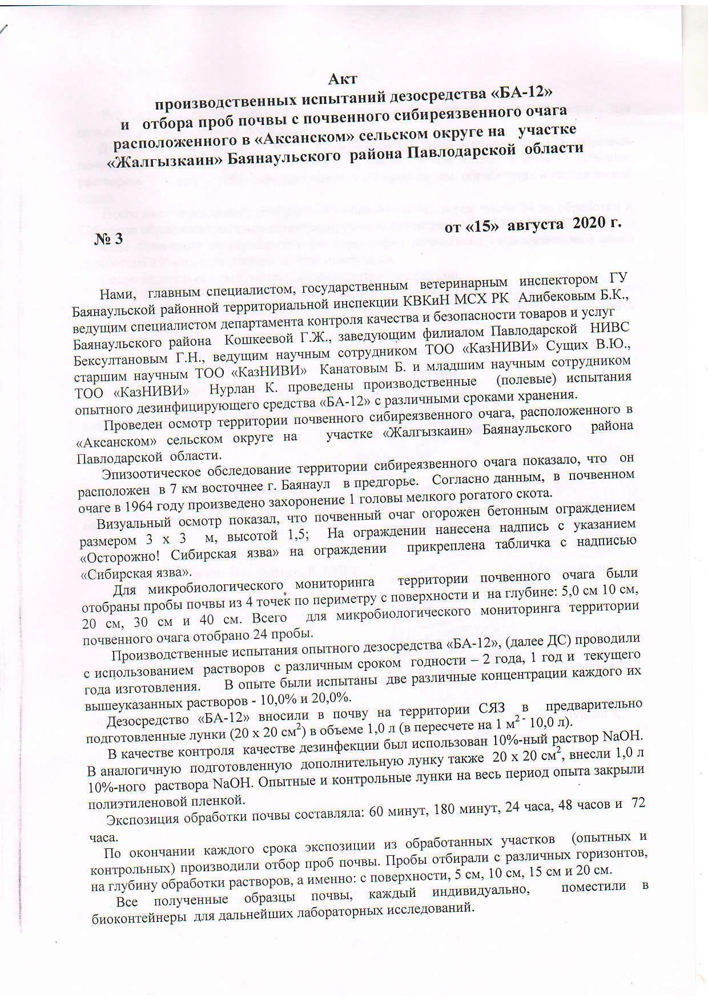 Акт
производственных испытаний дезосредства «БА-12»
и отбора проб почвы с почвенного сибиреязвенного очага
расположенного в «Аксанском» сельском округе на участке
«Жалгызкаин» Баянаульского района Павлодарской области
№ 3 от «15» августа 2020 г.
Нами, главным специалистом, государственным ветеринарным инспектором ГУ
Баянаульской районной территориальной инспекции КВКиН МСХ РК Алибековым Б.К.,
ведущим специалистом департамента контроля качества и безопасности товаров и услуг
Баянаульского района Кошкеевой Г.Ж., заведующим филиалом Павлодарской НИВС
Бексултановым Г.Н., ведущим научным сотрудником ТОО «КазНИВИ» Сущих В.Ю.,
старшим научным ТОО «КазНИВИ» Канатовым Б. и младшим научным сотрудником
ТОО «КазНИВИ» Нурлан К. проведены производственные (полевые) испытания
опытного дезинфицирующего средства «БА-12» с различными сроками хранения.
Проведен осмотр территории почвенного сибиреязвенного очага, расположенного в
«Аксанском» сельском округе на участке «Жалгызкаин» Баянаульского района
Павлодарской области.
Эпизоотическое обследование территории сибиреязвенного очага показало, что он
расположен в 7 км восточнее г. Баянаул в предгорье. Согласно данным, в почвенном
очаге в 1964 году произведено захоронение 1 головы мелкого рогатого скота.
Визуальный осмотр показал, что почвенный очаг огорожен бетонным ограждением
размером 3 х 3 м, высотой 1,5; На ограждении нанесена надпись с указанием
«Осторожно! Сибирская язва» на ограждении прикреплена табличка с надписью
«Сибирская язва».
Для микробиологического мониторинга территории почвенного очага были
отобраны пробы почвы из 4 точек по периметру с поверхности и на глубине: 5,0 см 10 см,
20 см, 30 см и 40 см. Всего для микробиологического мониторинга территории
почвенного очага отобрано 24 пробы.
Производственные испытания опытного дезосредства «БА-12», (далее ДС) проводили
с использованием растворов с различным сроком годности – 2 года, 1 год и текущего
года изготовления. В опыте были испытаны две различные концентрации каждого их
вышеуказанных растворов - 10,0% и 20,0%.
Дезосредство «БА-12» вносили в почву на территории СЯЗ в предварительно
подготовленные лунки (20 х 20 см²) в объеме 1,0 л (в пересчете на 1 м² - 10,0 л).
В качестве контроля качестве дезинфекции был использован 10%-ный раствор NaOH.
В аналогичную подготовленную дополнительную лунку также 20 х 20 см², внесли 1,0 л
10%-ного раствора NaOH. Опытные и контрольные лунки на весь период опыта закрыли
полиэтиленовой пленкой.
Экспозиция обработки почвы составляла: 60 минут, 180 минут, 24 часа, 48 часов и 72
часа.
По окончании каждого срока экспозиции из обработанных участков (опытных и
контрольных) производили отбор проб почвы. Пробы отбирали с различных горизонтов,
на глубину обработки растворов, а именно: с поверхности, 5 см, 10 см, 15 см и 20 см.
Все полученные образцы почвы, каждый индивидуально, поместили в
биоконтейнеры для дальнейших лабораторных исследований.